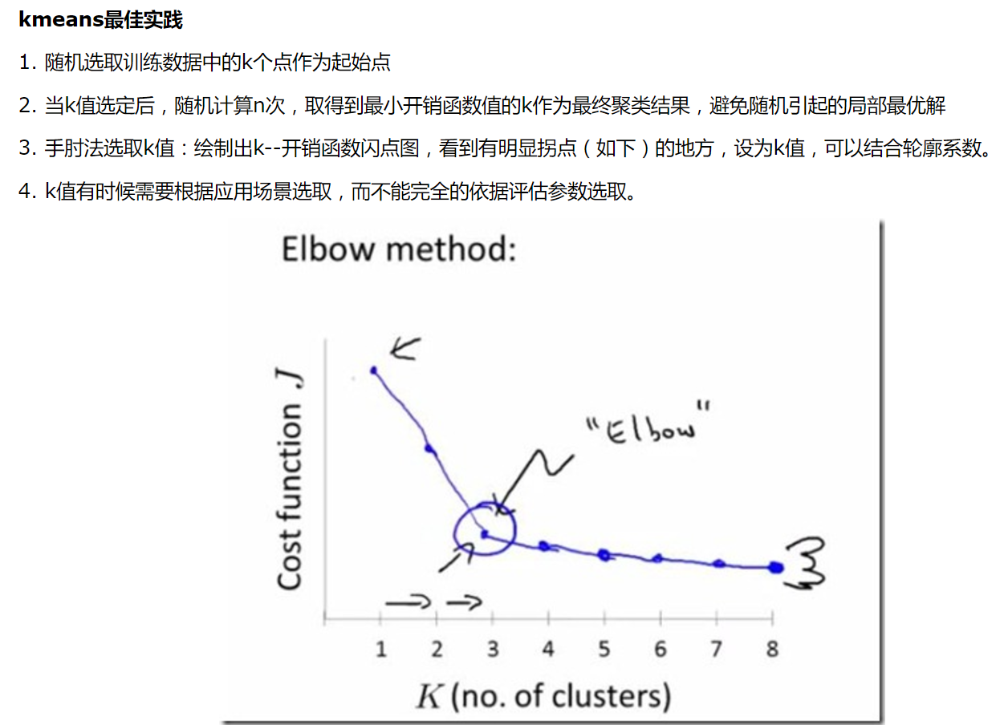 kmeans最佳实践
1. 随机选取训练数据中的k个点作为起始点
2. 当k值选定后，随机计算n次，取得到最小开销函数值的k作为最终聚类结果，避免随机引起的局部最优解
3. 手肘法选取k值：绘制出k--开销函数闪点图，看到有明显拐点（如下）的地方，设为k值，可以结合轮廓系数。
4. k值有时候需要根据应用场景选取，而不能完全的依据评估参数选取。
Elbow method:
"Elbow"
Cost function J
1 2 3 4 5 6 7 8
K (no. of clusters)